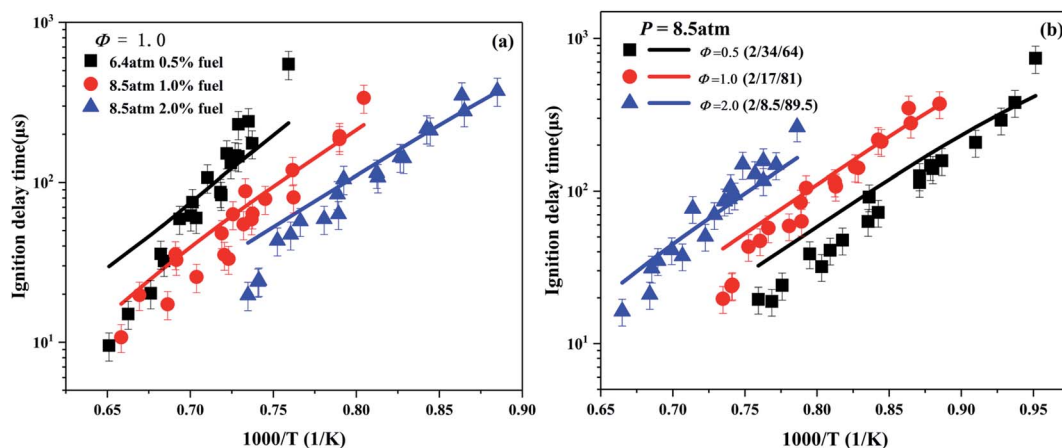 Φ = 1.0
(a)
6.4atm 0.5% fuel
8.5atm 1.0% fuel
8.5atm 2.0% fuel
Ignition delay time(μs)
10³
10²
10¹
0.65 0.70 0.75 0.80 0.85 0.90
1000/T (1/K)
P = 8.5atm
(b)
Φ=0.5 (2/34/64)
Φ=1.0 (2/17/81)
Φ=2.0 (2/8.5/89.5)
Ignition delay time(μs)
10³
10²
10¹
0.65 0.70 0.75 0.80 0.85 0.90 0.95
1000/T (1/K)